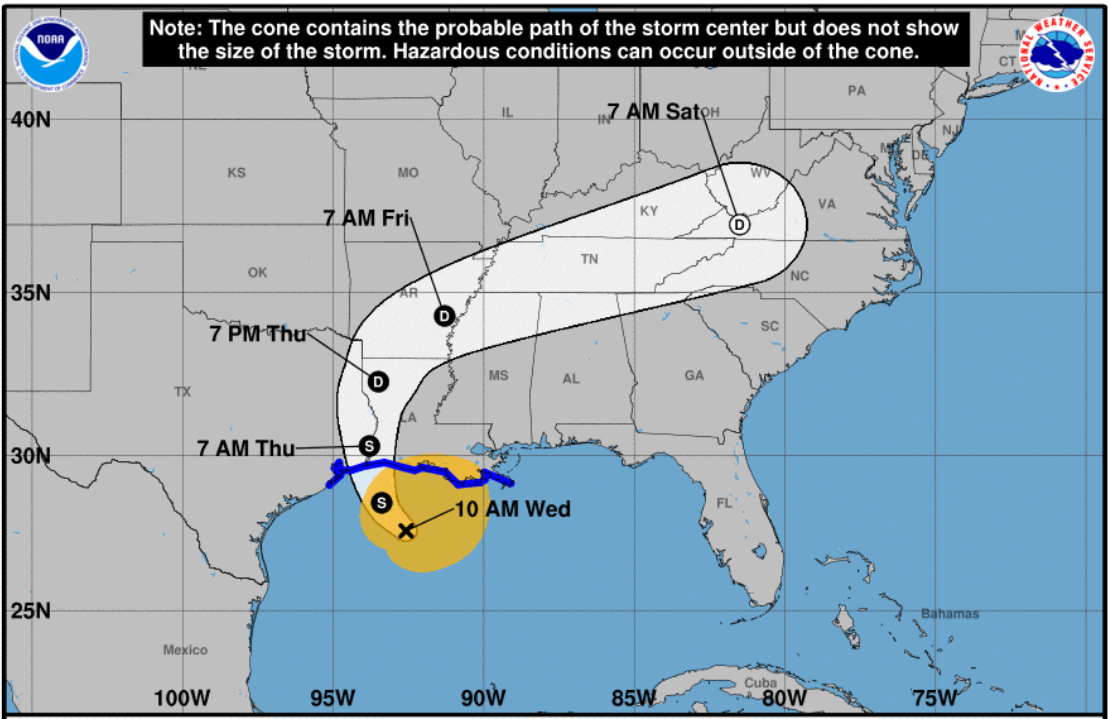 Note: The cone contains the probable path of the storm center but does not show
the size of the storm. Hazardous conditions can occur outside of the cone.
NOAA
NATIONAL WEATHER SERVICE
CT
PA
40N
IL
IN
7 AM Sat
OH
NJ
DE
KS
MO
WV
7 AM Fri
KY
VA
D
OK
TN
NC
35N
AR
D
SC
7 PM Thu
TX
D
MS
AL
GA
LA
7 AM Thu
S
30N
S
10 AM Wed
FL
25N
Bahamas
Mexico
Cuba
100W
95W
90W
85W
80W
75W